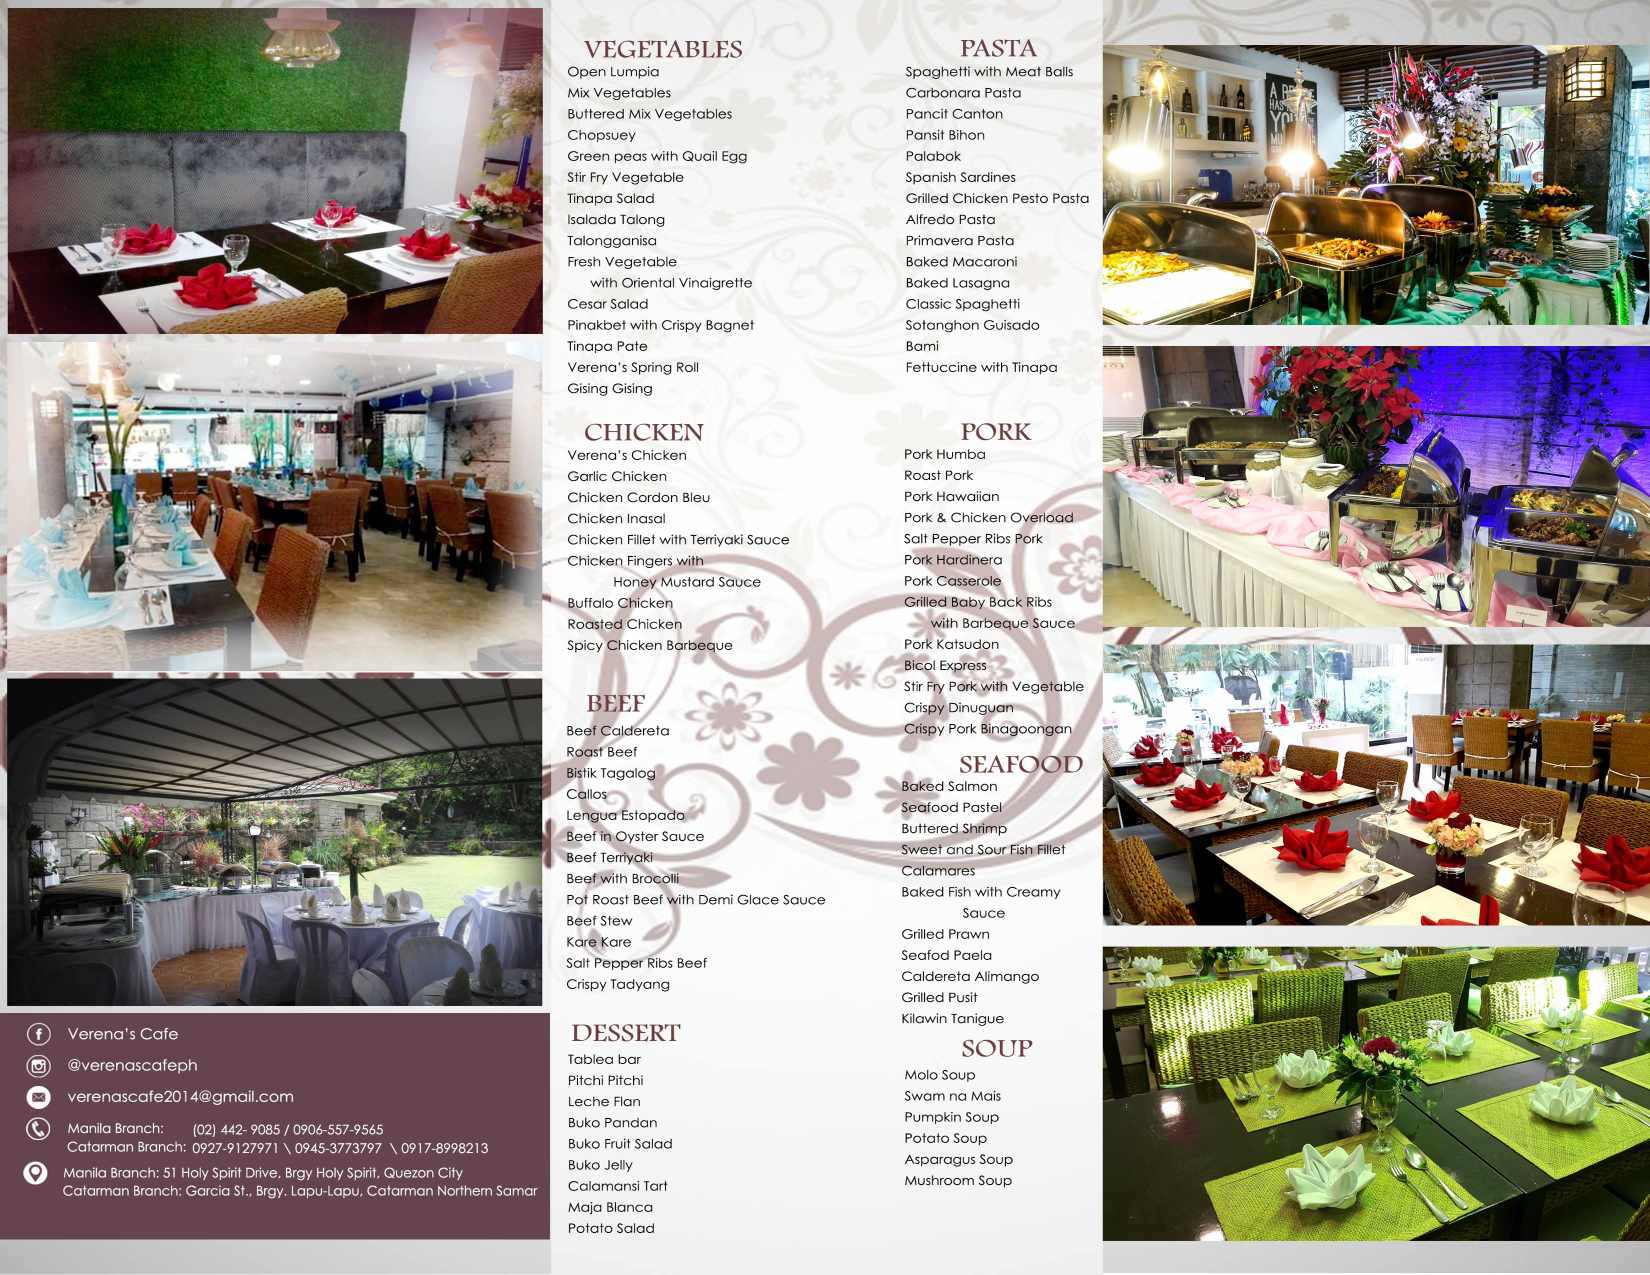 VEGETABLES
Open Lumpia
Mix Vegetables
Buttered Mix Vegetables
Chopsuey
Green peas with Quail Egg
Stir Fry Vegetable
Tinapa Salad
Isalada Talong
Talongganisa
Fresh Vegetable
with Oriental Vinaigrette
Cesar Salad
Pinakbet with Crispy Bagnet
Tinapa Pate
Verena's Spring Roll
Gising Gising
CHICKEN
Verena's Chicken
Garlic Chicken
Chicken Cordon Bleu
Chicken Inasal
Chicken Fillet with Terriyaki Sauce
Chicken Fingers with
Honey Mustard Sauce
Buffalo Chicken
Roasted Chicken
Spicy Chicken Barbeque
BEEF
Beef Caldereta
Roast Beef
Bistik Tagalog
Callos
Lengua Estopado
Beef in Oyster Sauce
Beef Terriyaki
Beef with Brocolli
Pot Roast Beef with Demi Glace Sauce
Beef Stew
Kare Kare
Salt Pepper Ribs Beef
Crispy Tadyang
DESSERT
Tablea bar
Pitchi Pitchi
Leche Flan
Buko Pandan
Buko Fruit Salad
Buko Jelly
Calamansi Tart
Maja Blanca
Potato Salad
PASTA
Spaghetti with Meat Balls
Carbonara Pasta
Pancit Canton
Pansit Bihon
Palabok
Spanish Sardines
Grilled Chicken Pesto Pasta
Alfredo Pasta
Primavera Pasta
Baked Macaroni
Baked Lasagna
Classic Spaghetti
Sotanghon Guisado
Bami
Fettuccine with Tinapa
PORK
Pork Humba
Roast Pork
Pork Hawaiian
Pork & Chicken Overload
Salt Pepper Ribs Pork
Pork Hardinera
Pork Casserole
Grilled Baby Back Ribs
with Barbeque Sauce
Pork Katsudon
Bicol Express
Stir Fry Pork with Vegetable
Crispy Dinuguan
Crispy Pork Binagoongan
SEAFOOD
Baked Salmon
Seafood Pastel
Buttered Shrimp
Sweet and Sour Fish Fillet
Calamares
Baked Fish with Creamy
Sauce
Grilled Prawn
Seafod Paela
Caldereta Alimango
Grilled Pusit
Kilawin Tanigue
SOUP
Molo Soup
Swam na Mais
Pumpkin Soup
Potato Soup
Asparagus Soup
Mushroom Soup
Verena's Cafe
@verenascafeph
verenascafe2014@gmail.com
Manila Branch: (02) 442- 9085 / 0906-557-9565
Catarman Branch: 0927-9127971 \ 0945-3773797 \ 0917-8998213
Manila Branch: 51 Holy Spirit Drive, Brgy Holy Spirit, Quezon City
Catarman Branch: Garcia St., Brgy. Lapu-Lapu, Catarman Northern Samar